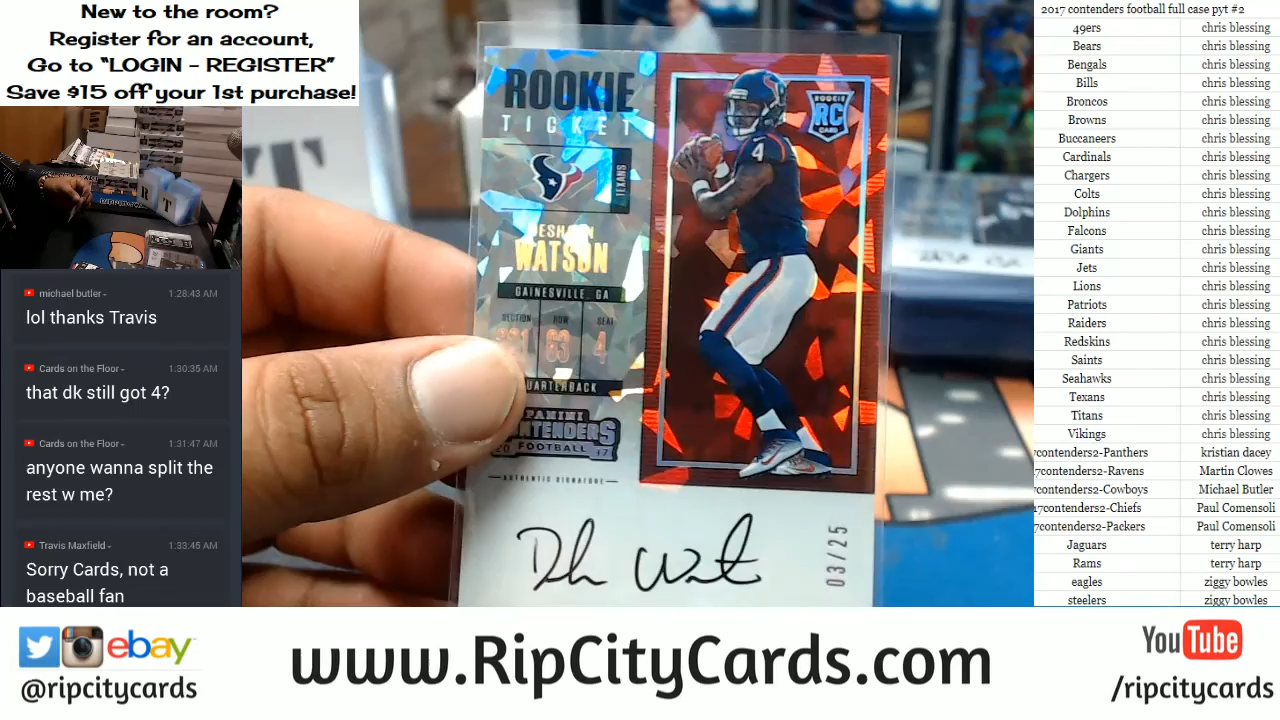 New to the room?
Register for an account,
Go to “LOGIN - REGISTER”
Save $15 off your 1st purchase!
michael butler - 1:28:43 AM
lol thanks Travis
Cards on the Floor - 1:30:35 AM
that dk still got 4?
Cards on the Floor - 1:31:47 AM
anyone wanna split the
rest w me?
Travis Maxfield - 1:33:45 AM
Sorry Cards, not a
baseball fan
ROOKIE
TICKET
TEXANS
WATSON
GAINESVILLE, GA
SECTION ROW SEAT
63 4
QUARTERBACK
PANINI
CONTENDERS
20 FOOTBALL 17
AUTHENTIC SIGNATURE
ROOKIE
RC
CARD
4
03/25
2017 contenders football full case pyt #2
49ers chris blessing
Bears chris blessing
Bengals chris blessing
Bills chris blessing
Broncos chris blessing
Browns chris blessing
Buccaneers chris blessing
Cardinals chris blessing
Chargers chris blessing
Colts chris blessing
Dolphins chris blessing
Falcons chris blessing
Giants chris blessing
Jets chris blessing
Lions chris blessing
Patriots chris blessing
Raiders chris blessing
Redskins chris blessing
Saints chris blessing
Seahawks chris blessing
Texans chris blessing
Titans chris blessing
Vikings chris blessing
7contenders2-Panthers kristian dacey
7contenders2-Ravens Martin Clowes
contenders2-Cowboys Michael Butler
17contenders2-Chiefs Paul Comensoli
7contenders2-Packers Paul Comensoli
Jaguars terry harp
Rams terry harp
eagles ziggy bowles
steelers ziggy bowles
ebay
@ripcitycards
www.RipCityCards.com
YouTube
/ripcitycards